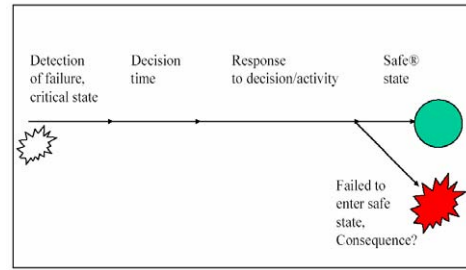 Detection
of failure,
critical state
Decision
time
Response
to decision/activity
Safe®
state
Failed to
enter safe
state,
Consequence?